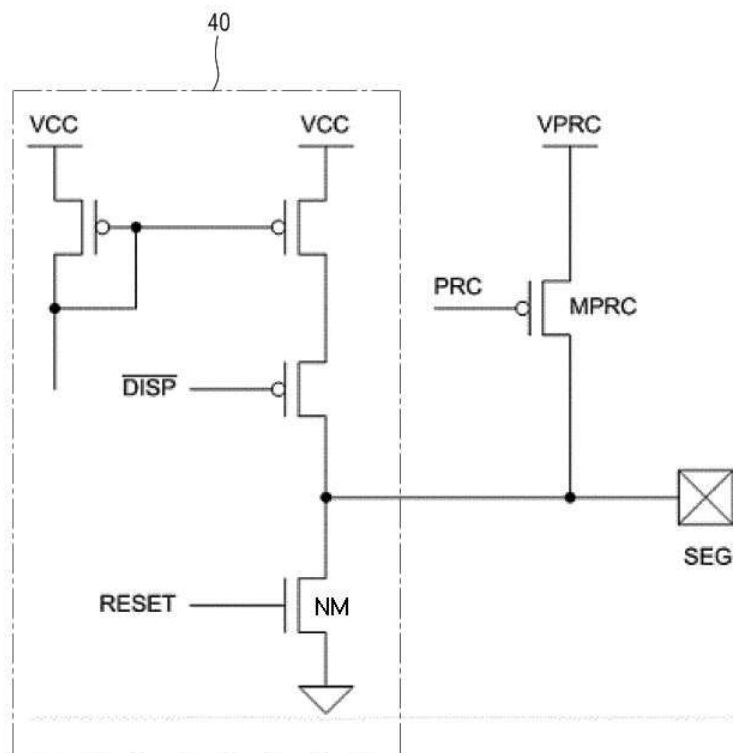 40
VCC VCC VPRC
PRC MPRC
DISP
SEG
RESET NM